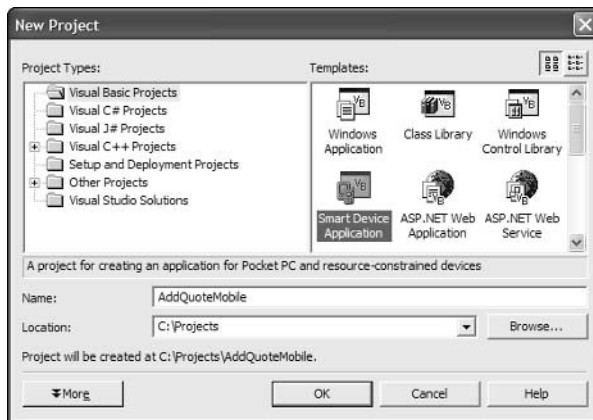 New Project
Project Types:
Templates:
Visual Basic Projects
Visual C# Projects
Visual J# Projects
Visual C++ Projects
Setup and Deployment Projects
Other Projects
Visual Studio Solutions
Windows Application
Class Library
Windows Control Library
Smart Device Application
ASP.NET Web Application
ASP.NET Web Service
A project for creating an application for Pocket PC and resource-constrained devices
Name:
AddQuoteMobile
Location:
C:\Projects
Browse...
Project will be created at C:\Projects\AddQuoteMobile.
More
OK
Cancel
Help